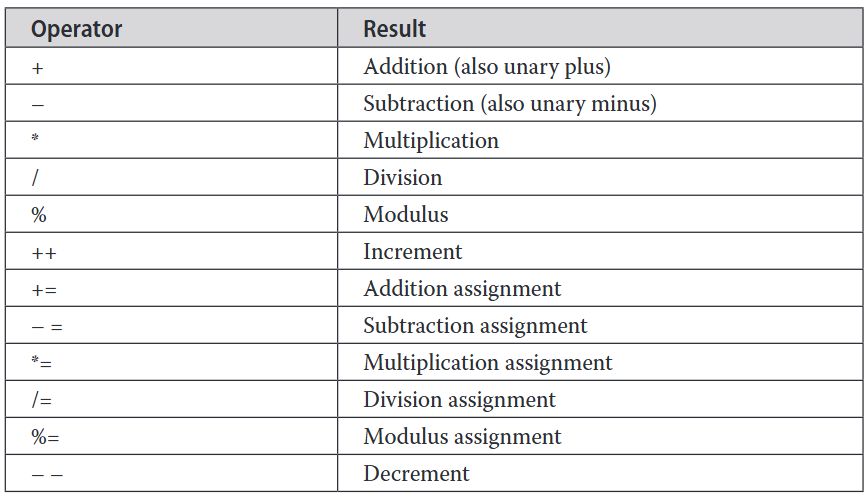 Operator Result
+ Addition (also unary plus)
– Subtraction (also unary minus)
* Multiplication
/ Division
% Modulus
++ Increment
+= Addition assignment
– = Subtraction assignment
*= Multiplication assignment
/= Division assignment
%= Modulus assignment
– – Decrement